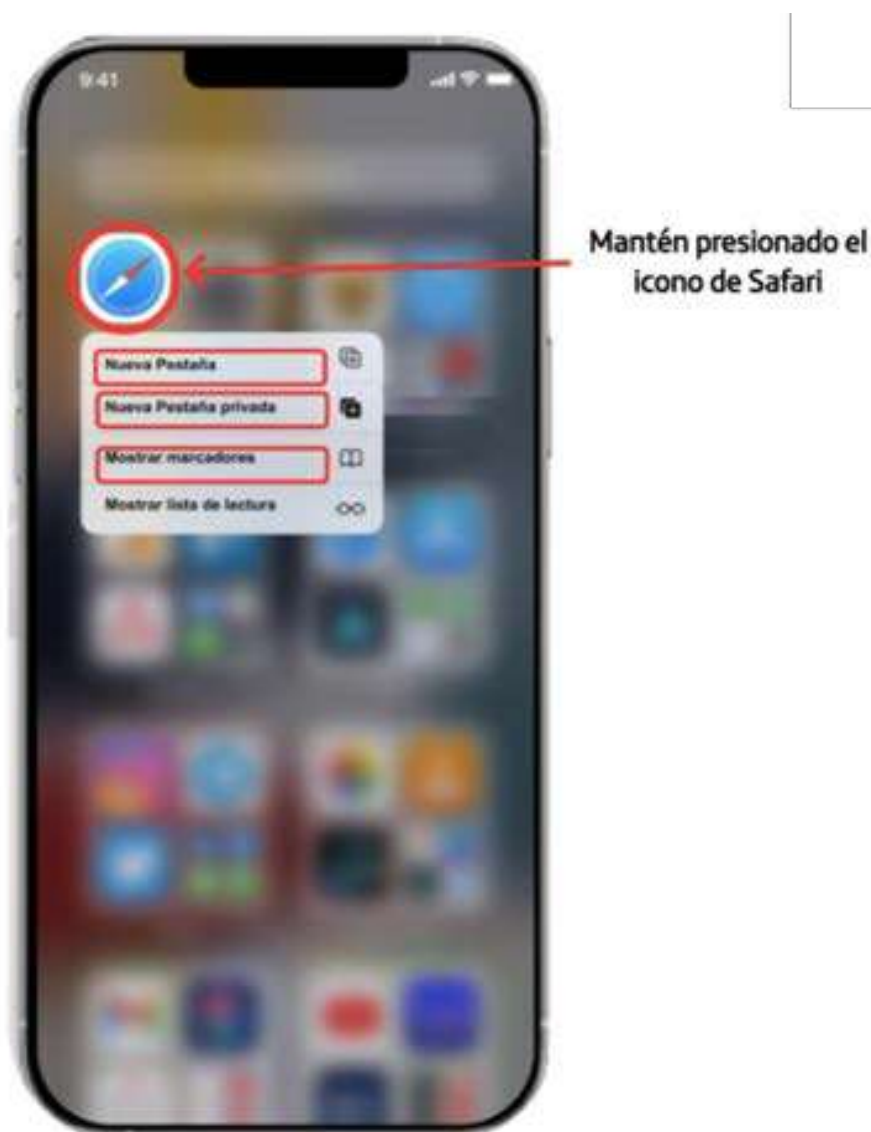 9:41
Mantén presionado el
icono de Safari
Nueva Pestaña
Nueva Pestaña privada
Mostrar marcadores
Mostrar lista de lectura